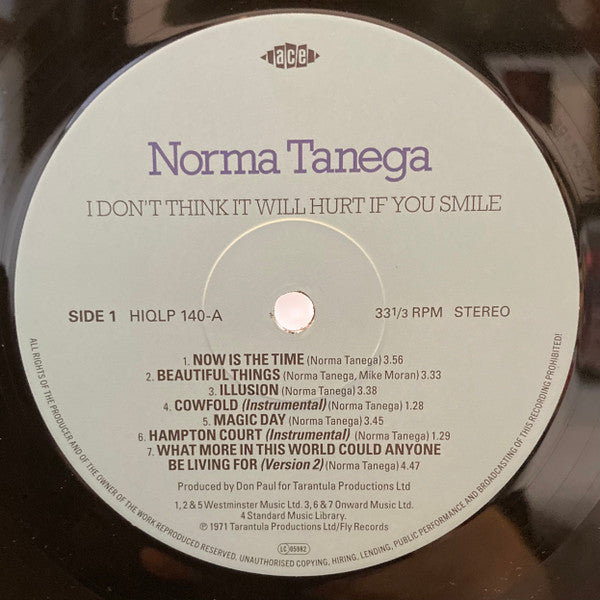 ace
Norma Tanega
I DON'T THINK IT WILL HURT IF YOU SMILE
SIDE 1 HIQLP 140-A
33 1/3 RPM STEREO
1. NOW IS THE TIME (Norma Tanega) 3.56
2. BEAUTIFUL THINGS (Norma Tanega, Mike Moran) 3.33
3. ILLUSION (Norma Tanega) 3.38
4. COWFOLD (Instrumental) (Norma Tanega) 1.28
5. MAGIC DAY (Norma Tanega) 3.45
6. HAMPTON COURT (Instrumental) (Norma Tanega) 1.29
7. WHAT MORE IN THIS WORLD COULD ANYONE
BE LIVING FOR (Version 2) (Norma Tanega) 4.47
Produced by Don Paul for Tarantula Productions Ltd
1, 2 & 5 Westminster Music Ltd. 3, 6 & 7 Onward Music Ltd.
4 Standard Music Library.
℗ 1971 Tarantula Productions Ltd/Fly Records
LC 05982
ALL RIGHTS OF THE PRODUCER AND OF THE OWNER OF THE WORK REPRODUCED RESERVED, UNAUTHORISED COPYING, HIRING, LENDING, PUBLIC PERFORMANCE AND BROADCASTING OF THIS RECORDING PROHIBITED!